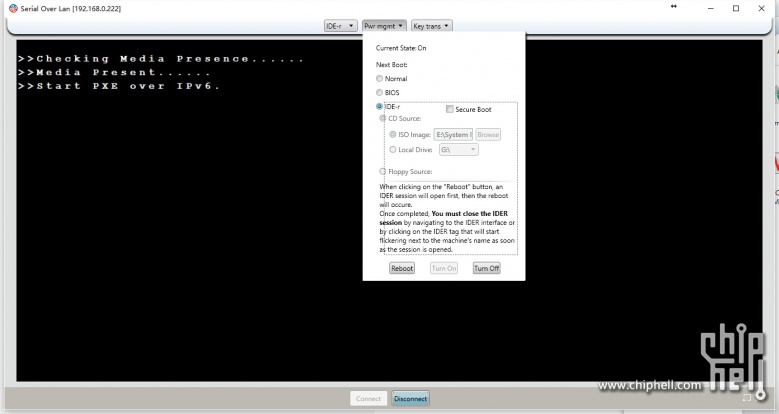 Serial Over Lan [192.168.0.222]
IDE-r
Pwr mgmt
Key trans
>>Checking Media Presence......
>>Media Present......
>>Start PXE over IPv6.
Current State: On
Next Boot:
Normal
BIOS
IDE-r
Secure Boot
CD Source:
ISO Image:
E:\System I
Browse
Local Drive:
G:\
Floppy Source:
When clicking on the "Reboot" button, an
IDER session will open first, then the reboot
will occure.
Once completed, You must close the IDER
session by navigating to the IDER interface or
by clicking on the IDER tag that will start
flickering next to the machine's name as soon
as the session is opened.
Reboot
Turn On
Turn Off
Connect
Disconnect
chip
hell
www.chiphell.com